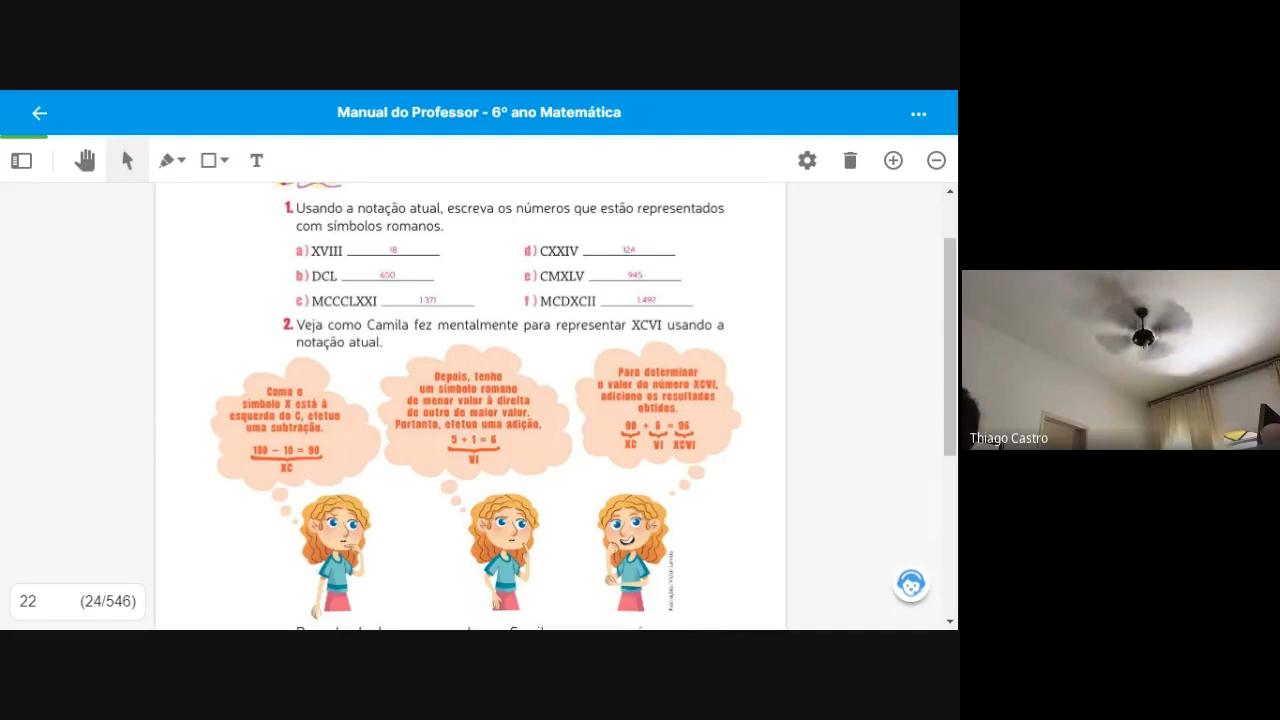 Manual do Professor - 6º ano Matemática
T
1. Usando a notação atual, escreva os números que estão representados
com símbolos romanos.
a) XVIII 18
d) CXXIV 124
b) DCL 650
e) CMXLV 945
c) MCCCLXXI 1371
f) MCDXCII 1.492
2. Veja como Camila fez mentalmente para representar XCVI usando a
notação atual.
Como o
símbolo X está à
esquerda do C, efetuo
uma subtração.
100 − 10 = 90
XC
Depois, tenho
um símbolo romano
de menor valor à direita
de outro de maior valor.
Portanto, efetuo uma adição.
5 + 1 = 6
VI
Para determinar
o valor do número XCVI,
adiciono os resultados
obtidos.
90 + 6 = 96
XC VI XCVI
22 (24/546)
Thiago Castro